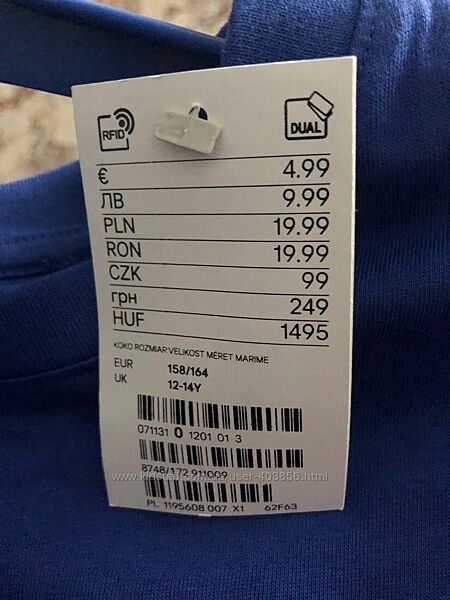 RFID DUAL
€ 4.99
ЛВ 9.99
PLN 19.99
RON 19.99
CZK 99
грн 249
HUF 1495
KOKO ROZMIAR VELIKOST MÉRET MARIME
EUR 158/164
UK 12-14Y
071131 0 1201 01 3
8748/172 911009
PL 1195608 007 X1 62F63